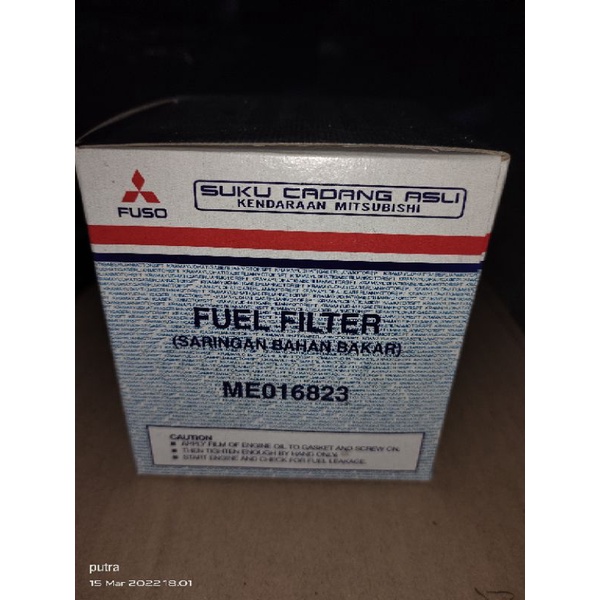 FUSO
SUKU CADANG ASLI
KENDARAAN MITSUBISHI
FUEL FILTER
(SARINGAN BAHAN BAKAR)
ME016823
CAUTION
■ APPLY FILM OF ENGINE OIL TO GASKET AND SCREW ON.
■ THEN TIGHTEN ENOUGH BY HAND ONLY.
■ START ENGINE AND CHECK FOR FUEL LEAKAGE.
putra
15 Mar 2022 18.01